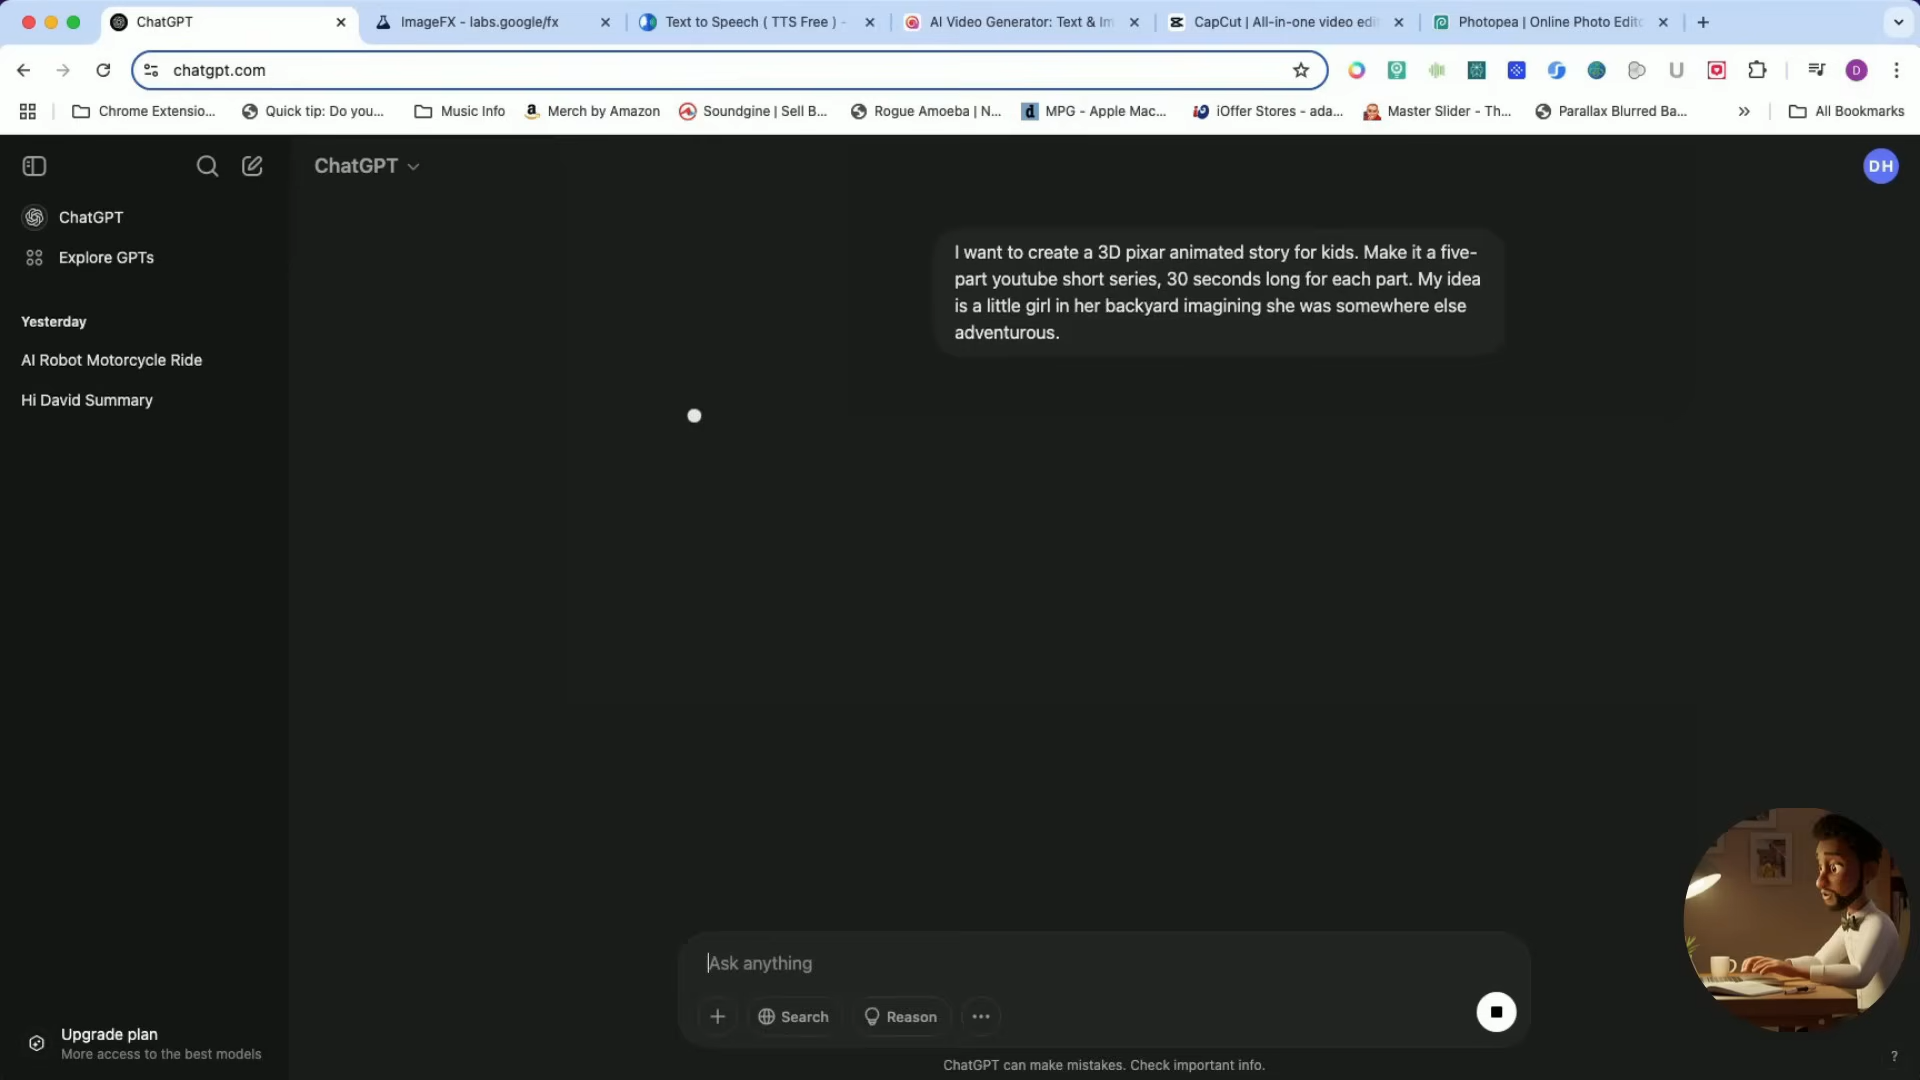 ChatGPT
ImageFX - labs.google/fx
Text to Speech ( TTS Free ) -
AI Video Generator: Text & Im
CapCut | All-in-one video edi
Photopea | Online Photo Edit
chatgpt.com
D
Chrome Extensio...
Quick tip: Do you...
Music Info
Merch by Amazon
Soundgine | Sell B...
Rogue Amoeba | N...
MPG - Apple Mac...
iOffer Stores - ada...
Master Slider - Th...
Parallax Blurred Ba...
All Bookmarks
ChatGPT
DH
ChatGPT
Explore GPTs
I want to create a 3D pixar animated story for kids. Make it a five-
part youtube short series, 30 seconds long for each part. My idea
is a little girl in her backyard imagining she was somewhere else
adventurous.
Yesterday
AI Robot Motorcycle Ride
Hi David Summary
Ask anything
Search
Reason
Upgrade plan
More access to the best models
ChatGPT can make mistakes. Check important info.
?